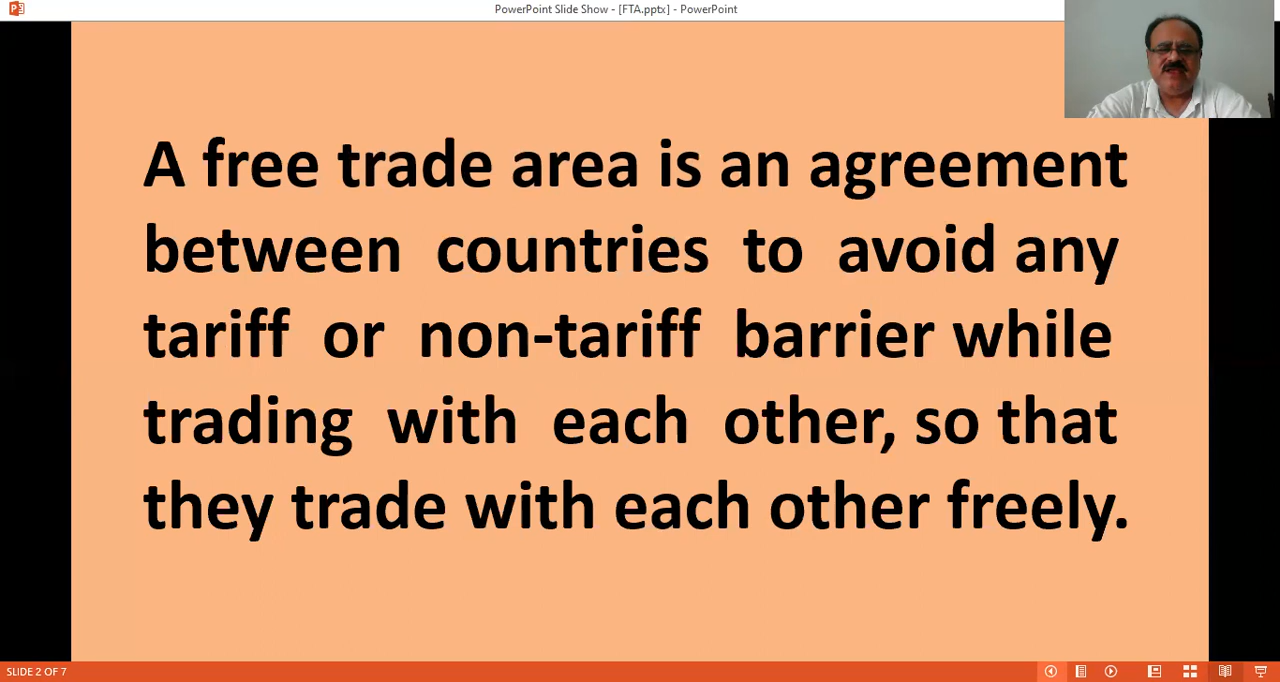 PowerPoint Slide Show - [FTA.pptx] - PowerPoint
A free trade area is an agreement
between countries to avoid any
tariff or non-tariff barrier while
trading with each other, so that
they trade with each other freely.
SLIDE 2 OF 7